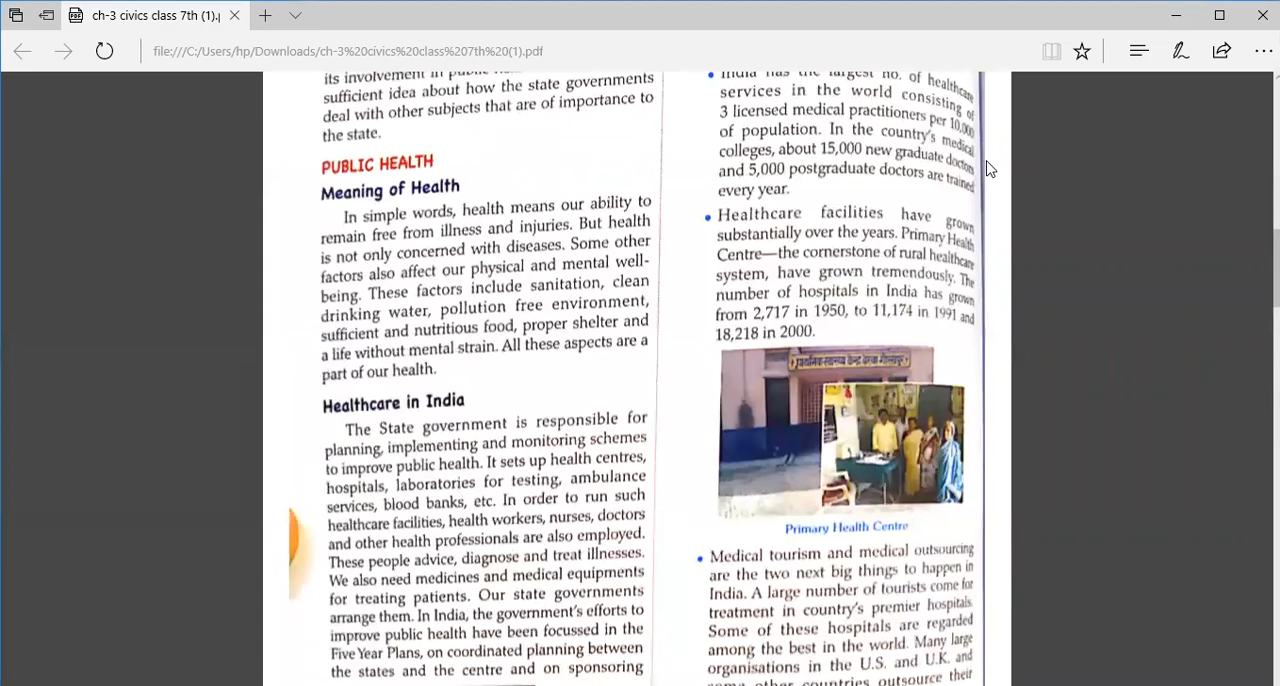 ch-3 civics class 7th (1).p
file:///C:/Users/hp/Downloads/ch-3%20civics%20class%207th%20(1).pdf
its involvement in public
sufficient idea about how the state governments
deal with other subjects that are of importance to
the state.
PUBLIC HEALTH
Meaning of Health
In simple words, health means our ability to
remain free from illness and injuries. But health
is not only concerned with diseases. Some other
factors also affect our physical and mental well-
being. These factors include sanitation, clean
drinking water, pollution free environment,
sufficient and nutritious food, proper shelter and
a life without mental strain. All these aspects are a
part of our health.
Healthcare in India
The State government is responsible for
planning, implementing and monitoring schemes
to improve public health. It sets up health centres,
hospitals, laboratories for testing, ambulance
services, blood banks, etc. In order to run such
healthcare facilities, health workers, nurses, doctors
and other health professionals are also employed.
These people advice, diagnose and treat illnesses.
We also need medicines and medical equipments
for treating patients. Our state governments
arrange them. In India, the government's efforts to
improve public health have been focussed in the
Five Year Plans, on coordinated planning between
the states and the centre and on sponsoring
• India has the largest no. of healthcare
services in the world consisting of
3 licensed medical practitioners per 10,000
of population. In the country's medical
colleges, about 15,000 new graduate doctors
and 5,000 postgraduate doctors are trained
every year.
• Healthcare facilities have grown
substantially over the years. Primary Health
Centre—the cornerstone of rural healthcare
system, have grown tremendously. The
number of hospitals in India has grown
from 2,717 in 1950, to 11,174 in 1991 and
18,218 in 2000.
Primary Health Centre
• Medical tourism and medical outsourcing
are the two next big things to happen in
India. A large number of tourists come for
treatment in country's premier hospitals.
Some of these hospitals are regarded
among the best in the world. Many large
organisations in the U.S. and U.K. and
some other countries outsource their